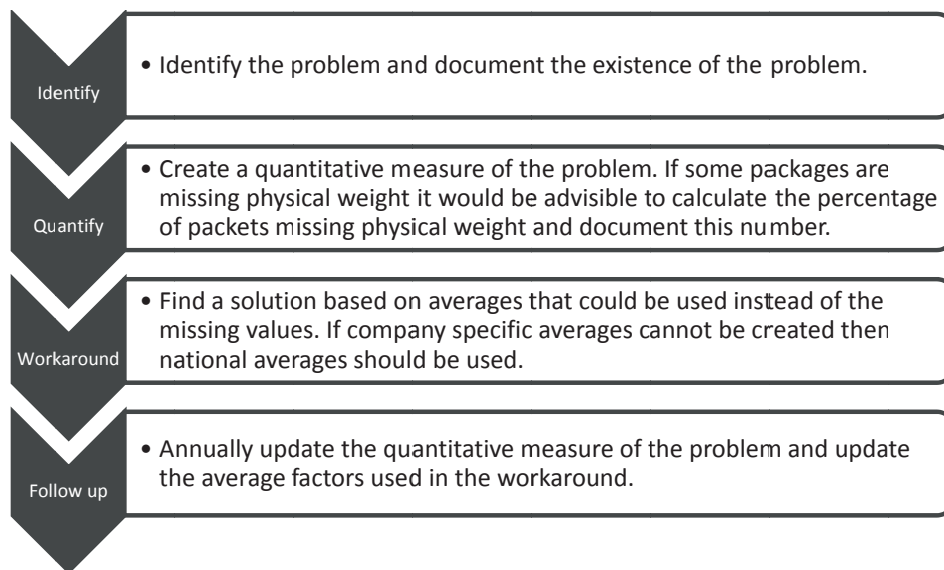 Identify
• Identify the problem and document the existence of the problem.
Quantify
• Create a quantitative measure of the problem. If some packages are
missing physical weight it would be advisible to calculate the percentage
of packets missing physical weight and document this number.
Workaround
• Find a solution based on averages that could be used instead of the
missing values. If company specific averages cannot be created then
national averages should be used.
Follow up
• Annually update the quantitative measure of the problem and update
the average factors used in the workaround.